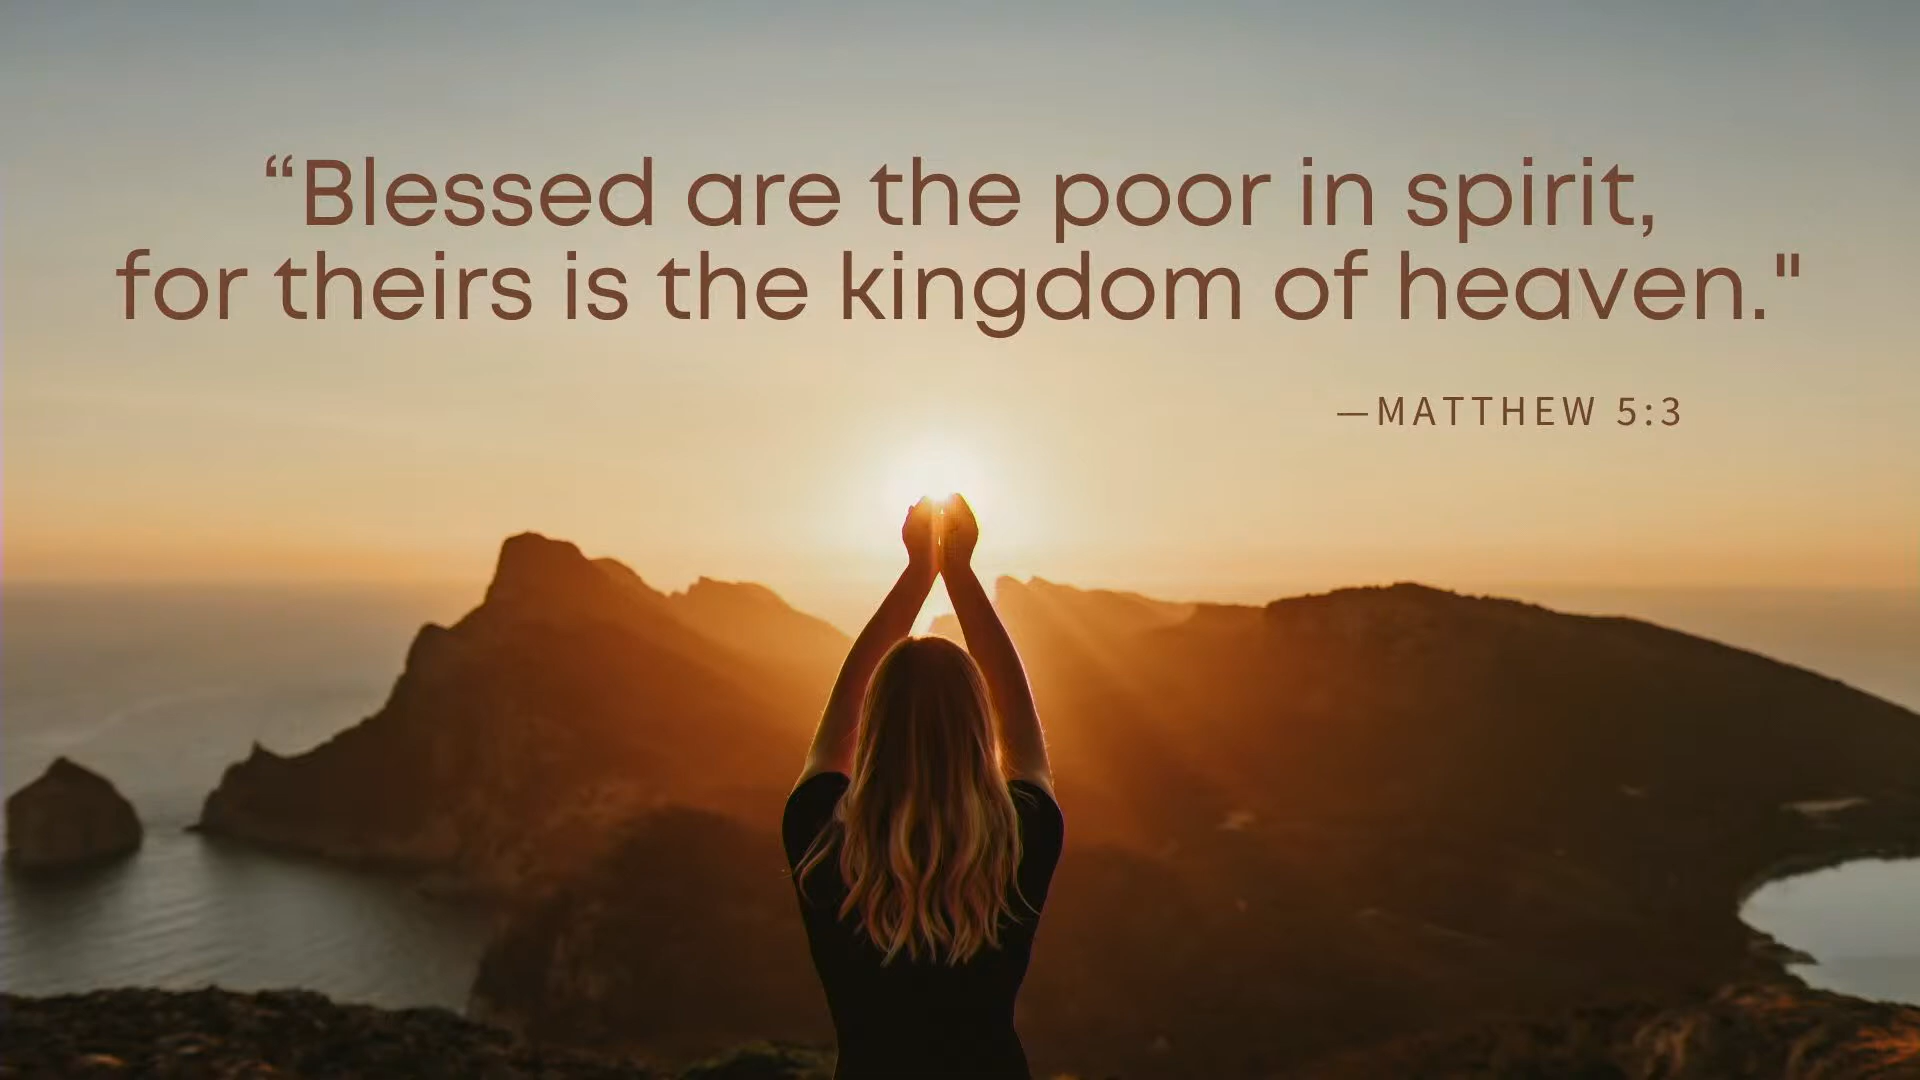 “Blessed are the poor in spirit,
for theirs is the kingdom of heaven."
—MATTHEW 5:3